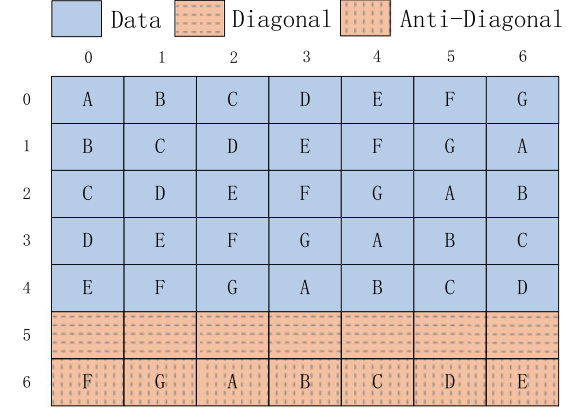 Data Diagonal Anti-Diagonal
0 1 2 3 4 5 6
0 A B C D E F G
1 B C D E F G A
2 C D E F G A B
3 D E F G A B C
4 E F G A B C D
5
6 F G A B C D E